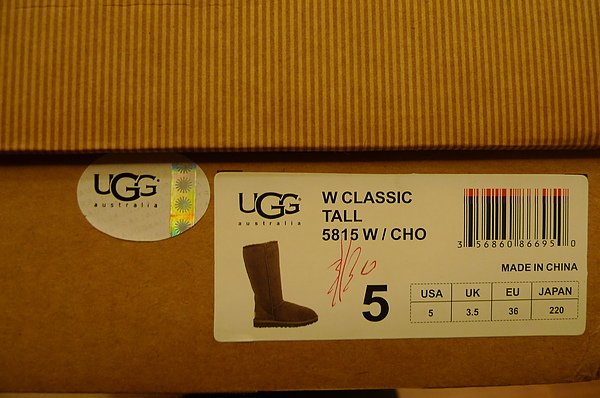 UGG
australia
UGG
australia
W CLASSIC
TALL
5815 W / CHO
3 56860 86695 0
MADE IN CHINA
5
USA UK EU JAPAN
5 3.5 36 220